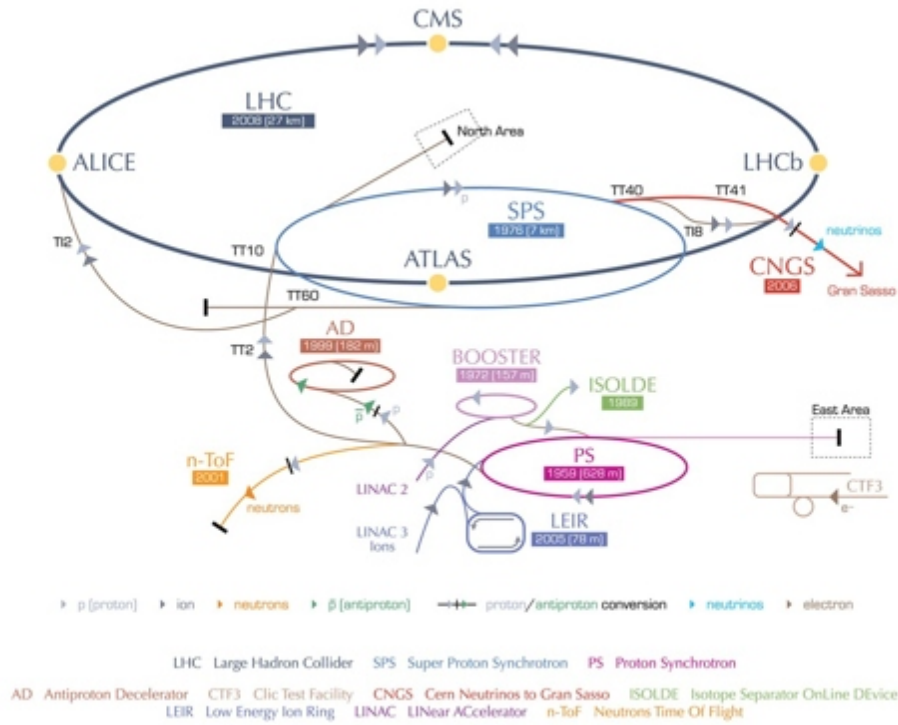 CMS
LHC
2008 (27 km)
North Area
ALICE
LHCb
TT40
TT41
SPS
1976 (7 km)
p
TI8
neutrinos
TI2
TT10
ATLAS
CNGS
2006
Gran Sasso
TT60
AD
1999 (182 m)
TT2
BOOSTER
1972 (157 m)
ISOLDE
1989
East Area
p
p
n-ToF
2001
LINAC 2
p
PS
1959 (628 m)
CTF3
e-
neutrons
LINAC 3
Ions
LEIR
2005 (78 m)
p (proton) ion neutrons p̄ (antiproton) proton/antiproton conversion neutrinos electron
LHC Large Hadron Collider SPS Super Proton Synchrotron PS Proton Synchrotron
AD Antiproton Decelerator CTF3 Clic Test Facility CNGS Cern Neutrinos to Gran Sasso ISOLDE Isotope Separator OnLine DEvice
LEIR Low Energy Ion Ring LINAC LINear ACcelerator n-ToF Neutrons Time Of Flight